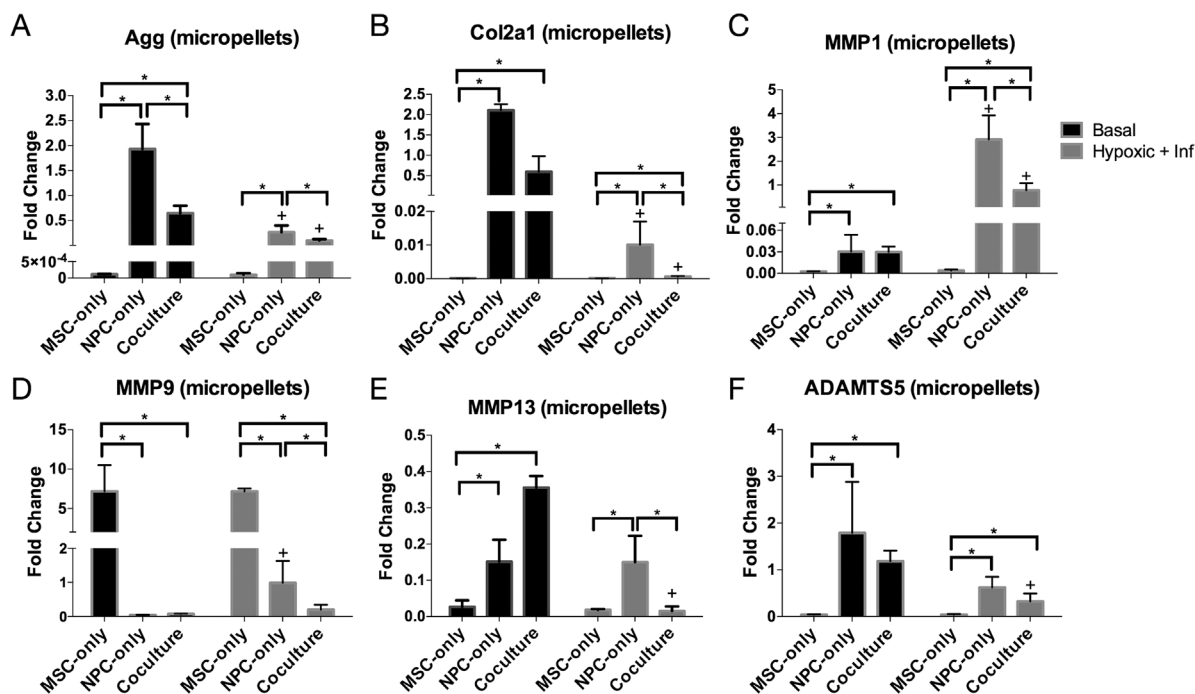 A
Agg (micropellets)
Fold Change
3.0
2.5
2.0
1.5
1.0
0.5
5×10⁻⁴
0
* * *
* *
+ +
MSC-only
NPC-only
Coculture
MSC-only
NPC-only
Coculture
B
Col2a1 (micropellets)
Fold Change
2.5
2.0
1.5
1.0
0.5
0.02
0.01
0.00
* *
* * *
+ +
MSC-only
NPC-only
Coculture
MSC-only
NPC-only
Coculture
C
MMP1 (micropellets)
Fold Change
5
4
3
2
1
0.06
0.03
0.00
* *
* * *
+ +
MSC-only
NPC-only
Coculture
MSC-only
NPC-only
Coculture
Basal
Hypoxic + Inf
D
MMP9 (micropellets)
Fold Change
15
10
5
2
1
0
* *
* * *
+
MSC-only
NPC-only
Coculture
MSC-only
NPC-only
Coculture
E
MMP13 (micropellets)
Fold Change
0.5
0.4
0.3
0.2
0.1
0.0
* *
* *
+
MSC-only
NPC-only
Coculture
MSC-only
NPC-only
Coculture
F
ADAMTS5 (micropellets)
Fold Change
4
3
2
1
0
* *
* *
+
MSC-only
NPC-only
Coculture
MSC-only
NPC-only
Coculture